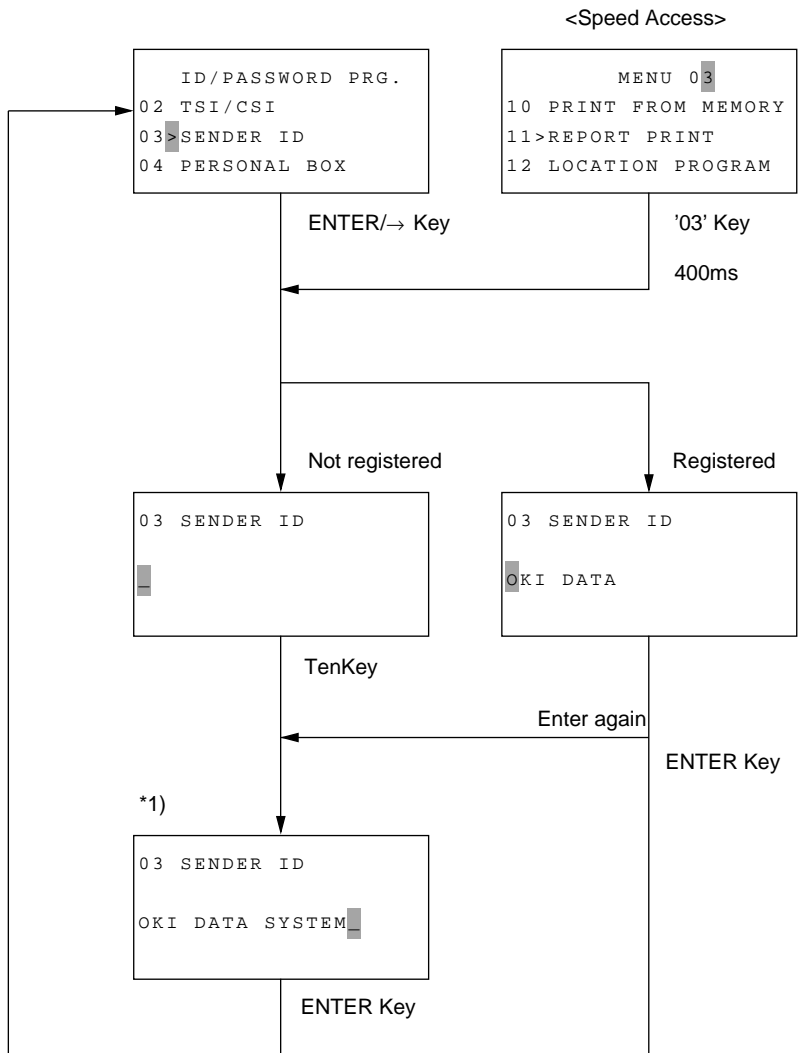 <Speed Access>
ID/PASSWORD PRG.
02 TSI/CSI
03>SENDER ID
04 PERSONAL BOX
MENU 03
10 PRINT FROM MEMORY
11>REPORT PRINT
12 LOCATION PROGRAM
ENTER/→ Key
'03' Key
400ms
Not registered
Registered
03 SENDER ID
_
03 SENDER ID
OKI DATA
TenKey
Enter again
ENTER Key
*1)
03 SENDER ID
OKI DATA SYSTEM_
ENTER Key